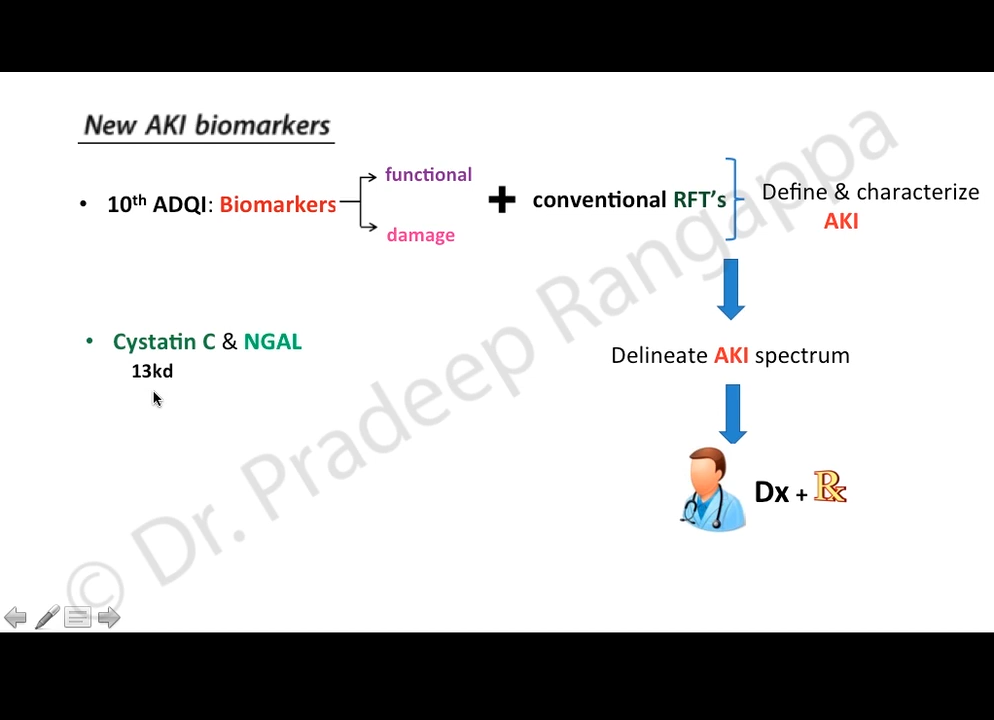 New AKI biomarkers
functional
• 10th ADQI: Biomarkers
damage
+ conventional RFT's
Define & characterize
AKI
Delineate AKI spectrum
• Cystatin C & NGAL
13kd
Dx + Rx
© Dr. Pradeep Rangappa